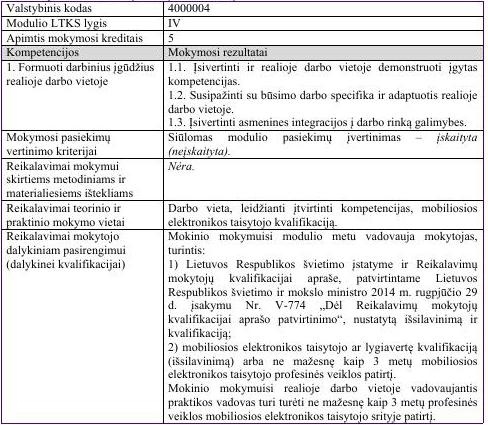 Valstybinis kodas 4000004
Modulio LTKS lygis IV
Apimtis mokymosi kreditais 5
Kompetencijos Mokymosi rezultatai
1. Formuoti darbinius įgūdžius realioje darbo vietoje
1.1. Įsivertinti ir realioje darbo vietoje demonstruoti įgytas
kompetencijas.
1.2. Susipažinti su būsimo darbo specifika ir adaptuotis realioje
darbo vietoje.
1.3. Įsivertinti asmenines integracijos į darbo rinką galimybes.
Mokymosi pasiekimų
vertinimo kriterijai
Siūlomas modulio pasiekimų įvertinimas – įskaityta
(neįskaityta).
Reikalavimai mokymui
skirtiems metodiniams ir
materialiesiems ištekliams
Nėra.
Reikalavimai teorinio ir
praktinio mokymo vietai
Darbo vieta, leidžianti įtvirtinti kompetencijas, mobiliosios
elektronikos taisytojo kvalifikaciją.
Reikalavimai mokytojo
dalykiniam pasirengimui
(dalykinei kvalifikacijai)
Mokinio mokymuisi modulio metu vadovauja mokytojas,
turintis:
1) Lietuvos Respublikos švietimo įstatyme ir Reikalavimų
mokytojų kvalifikacijai apraše, patvirtintame Lietuvos
Respublikos švietimo ir mokslo ministro 2014 m. rugpjūčio 29
d. įsakymu Nr. V-774 „Dėl Reikalavimų mokytojų
kvalifikacijai aprašo patvirtinimo“, nustatytą išsilavinimą ir
kvalifikaciją;
2) mobiliosios elektronikos taisytojo ar lygiavertę kvalifikaciją
(išsilavinimą) arba ne mažesnę kaip 3 metų mobiliosios
elektronikos taisytojo profesinės veiklos patirtį.
Mokinio mokymuisi realioje darbo vietoje vadovaujantis
praktikos vadovas turi turėti ne mažesnę kaip 3 metų profesinės
veiklos mobiliosios elektronikos taisytojo srityje patirtį.